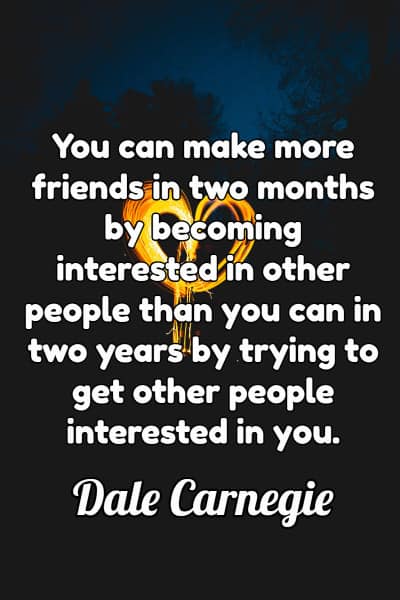 You can make more
friends in two months
by becoming
interested in other
people than you can in
two years by trying to
get other people
interested in you.
Dale Carnegie